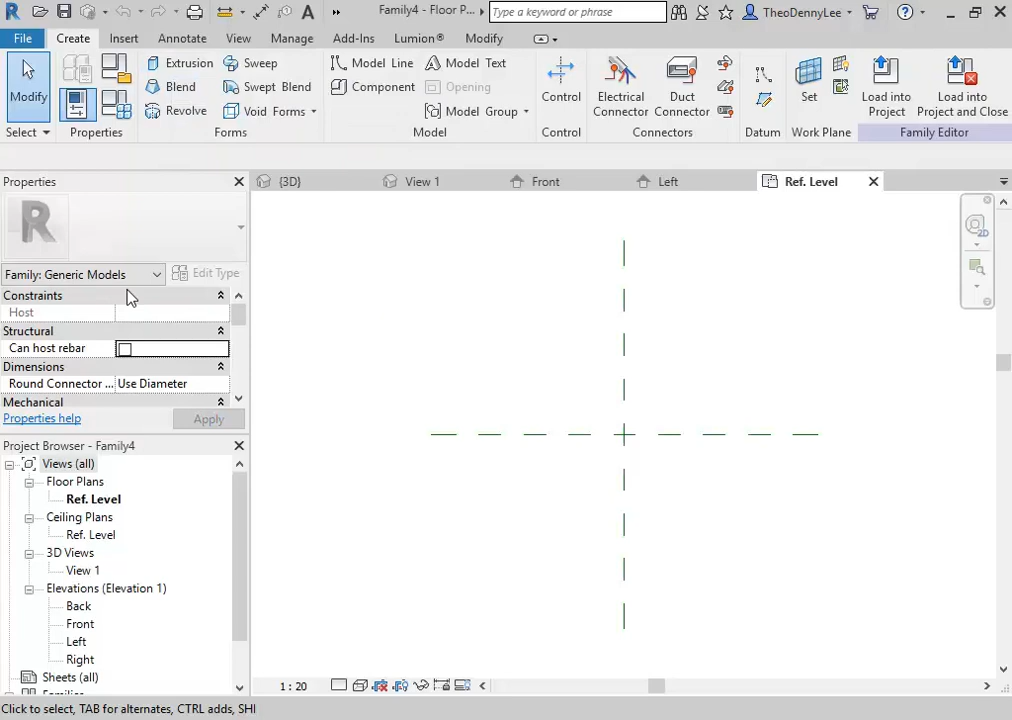 Family4 - Floor P...
Type a keyword or phrase
TheoDennyLee
File
Create
Insert
Annotate
View
Manage
Add-Ins
Lumion®
Modify
Modify
Select
Properties
Extrusion
Sweep
Blend
Swept Blend
Revolve
Void Forms
Forms
Model Line
Model Text
Component
Opening
Model Group
Model
Control
Control
Electrical
Connector
Duct
Connector
Connectors
Datum
Set
Work Plane
Load into
Project
Load into
Project and Close
Family Editor
Properties
{3D}
View 1
Front
Left
Ref. Level
2D
R
Family: Generic Models
Edit Type
Constraints
Host
Structural
Can host rebar
Dimensions
Round Connector ...
Use Diameter
Mechanical
Properties help
Apply
Project Browser - Family4
Views (all)
Floor Plans
Ref. Level
Ceiling Plans
Ref. Level
3D Views
View 1
Elevations (Elevation 1)
Back
Front
Left
Right
Sheets (all)
Families
1 : 20
Click to select, TAB for alternates, CTRL adds, SHI